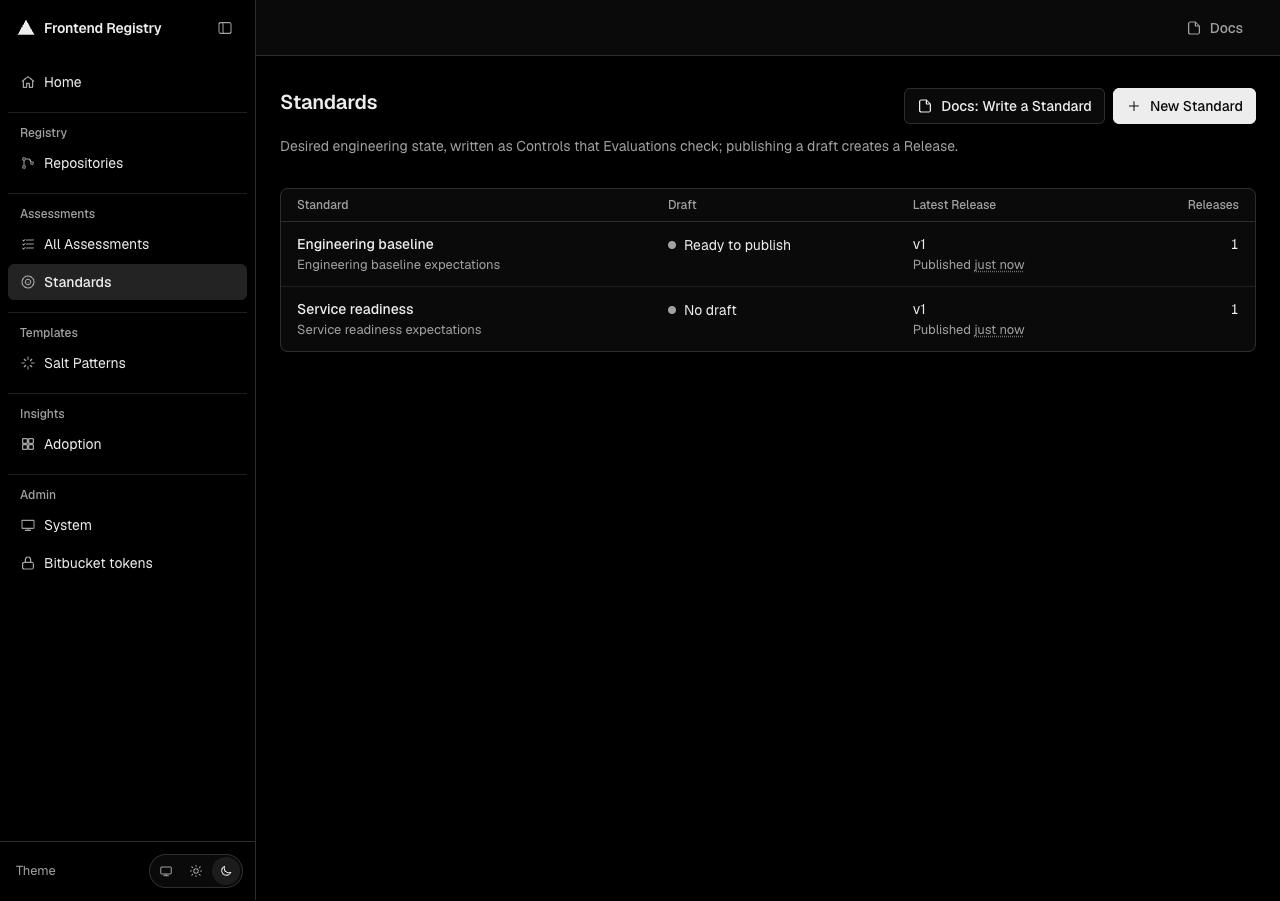 Frontend Registry
Docs
Home
Registry
Repositories
Assessments
All Assessments
Standards
Templates
Salt Patterns
Insights
Adoption
Admin
System
Bitbucket tokens
Theme
Standards
Docs: Write a Standard
New Standard
Desired engineering state, written as Controls that Evaluations check; publishing a draft creates a Release.
Standard Draft Latest Release Releases
Engineering baseline Ready to publish v1 1
Engineering baseline expectations Published just now
Service readiness No draft v1 1
Service readiness expectations Published just now